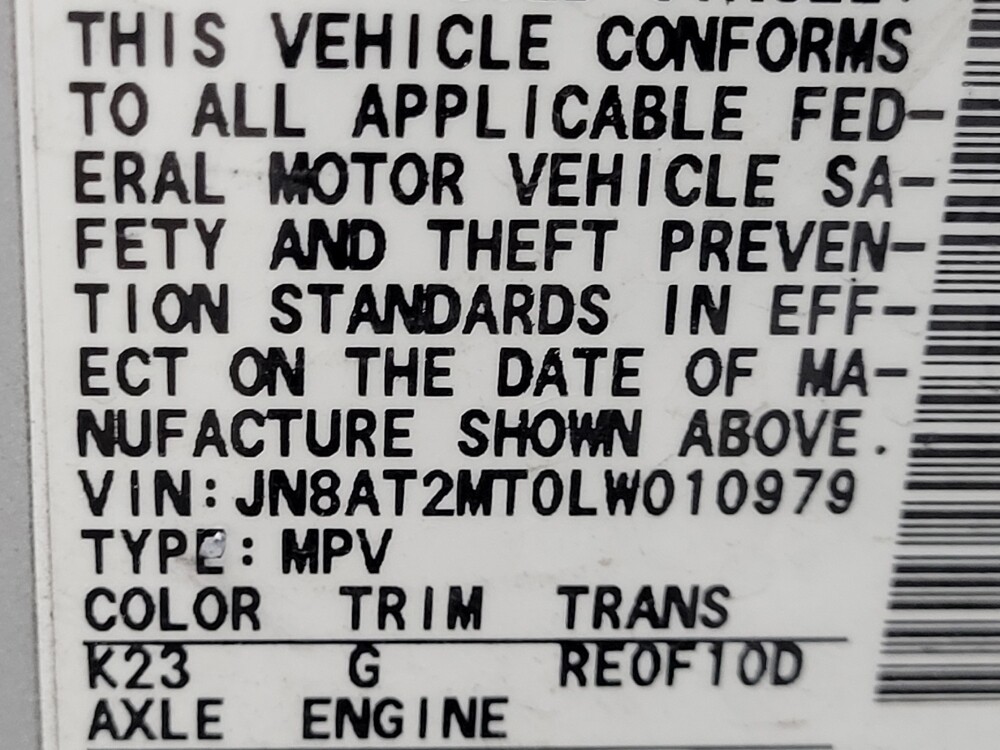 THIS VEHICLE CONFORMS
TO ALL APPLICABLE FED-
ERAL MOTOR VEHICLE SA-
FETY AND THEFT PREVEN-
TION STANDARDS IN EFF-
ECT ON THE DATE OF MA-
NUFACTURE SHOWN ABOVE.
VIN:JN8AT2MT0LW010979
TYPE: MPV
COLOR TRIM TRANS
K23 G RE0F10D
AXLE ENGINE